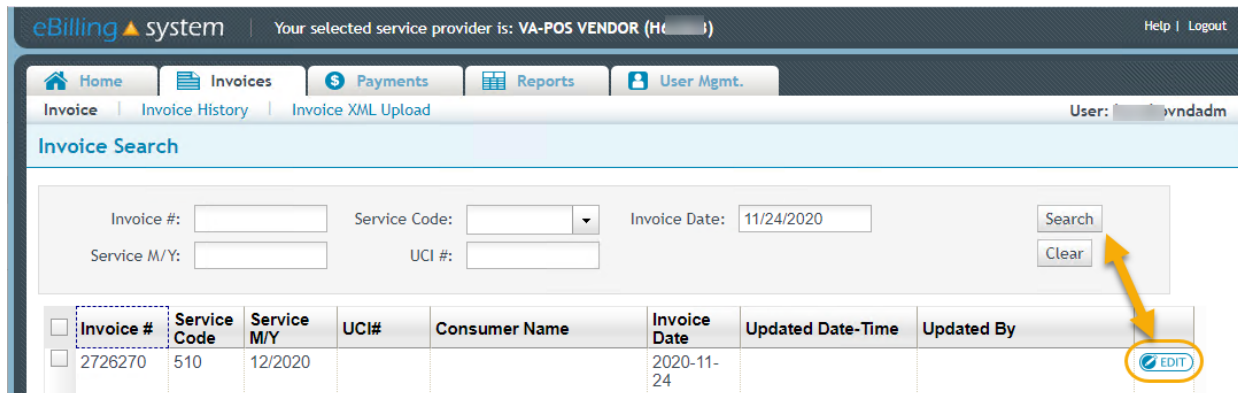 eBilling system Your selected service provider is: VA-POS VENDOR (H6 3) Help | Logout
Home Invoices Payments Reports User Mgmt.
Invoice | Invoice History | Invoice XML Upload User: vndadm
Invoice Search
Invoice #: Service Code: Invoice Date: 11/24/2020 Search
Service M/Y: UCI #: Clear
Invoice # Service Code Service M/Y UCI# Consumer Name Invoice Date Updated Date-Time Updated By
2726270 510 12/2020 2020-11-24 EDIT